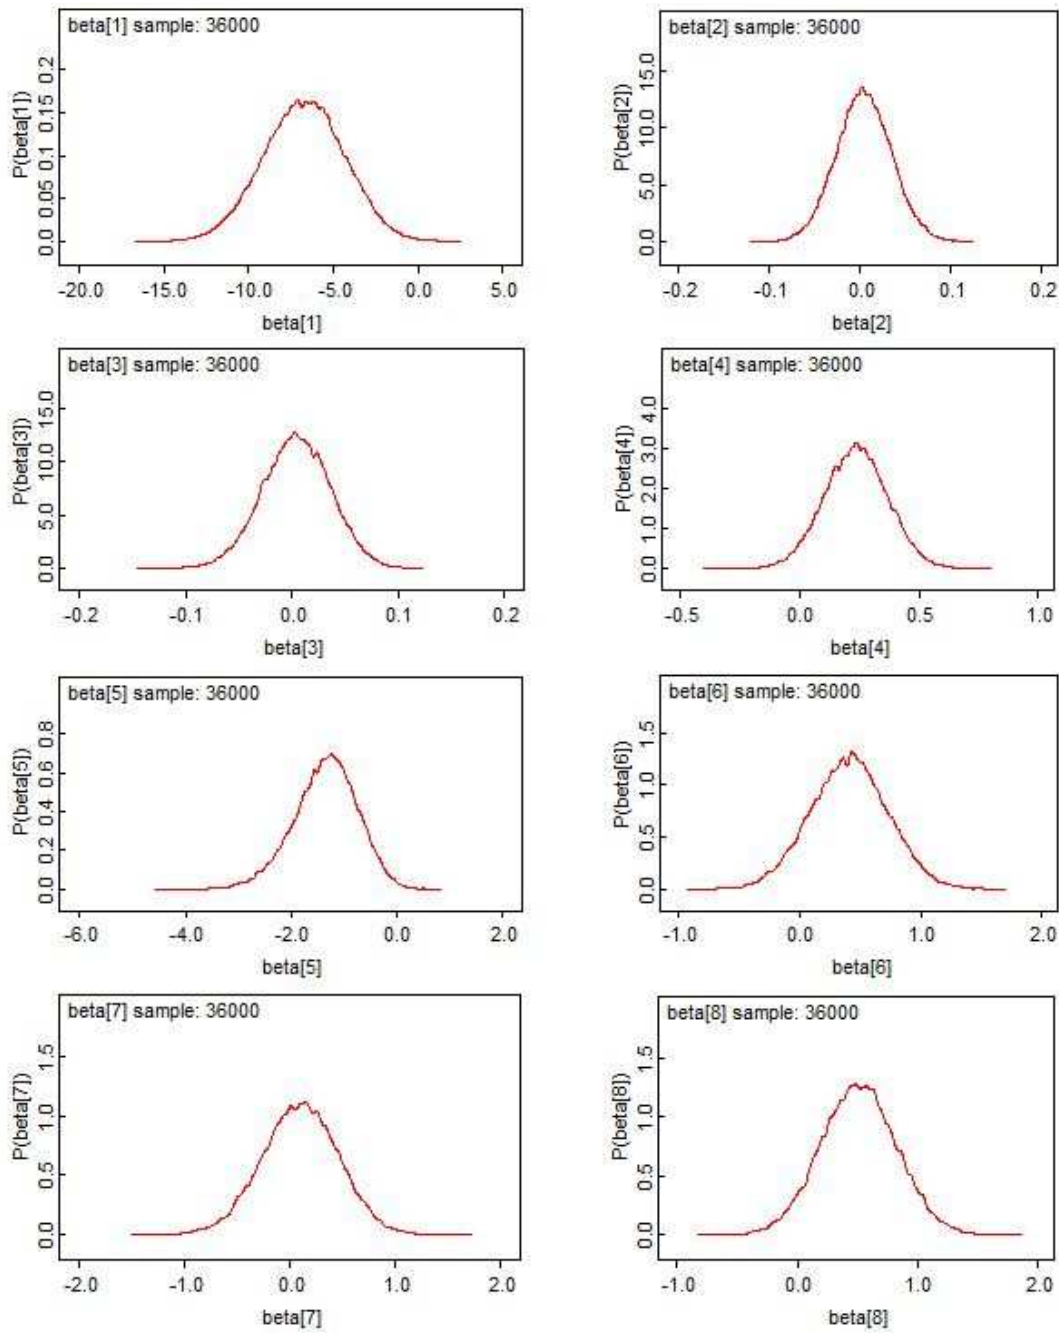 beta[1] sample: 36000
P(beta[1])
0.0 0.05 0.1 0.15 0.2
-20.0 -15.0 -10.0 -5.0 0.0 5.0
beta[1]
beta[2] sample: 36000
P(beta[2])
0.0 5.0 10.0 15.0
-0.2 -0.1 0.0 0.1 0.2
beta[2]
beta[3] sample: 36000
P(beta[3])
0.0 5.0 10.0 15.0
-0.2 -0.1 0.0 0.1 0.2
beta[3]
beta[4] sample: 36000
P(beta[4])
0.0 1.0 2.0 3.0 4.0
-0.5 0.0 0.5 1.0
beta[4]
beta[5] sample: 36000
P(beta[5])
0.0 0.2 0.4 0.6 0.8
-6.0 -4.0 -2.0 0.0 2.0
beta[5]
beta[6] sample: 36000
P(beta[6])
0.0 0.5 1.0 1.5
-1.0 0.0 1.0 2.0
beta[6]
beta[7] sample: 36000
P(beta[7])
0.0 0.5 1.0 1.5
-2.0 -1.0 0.0 1.0 2.0
beta[7]
beta[8] sample: 36000
P(beta[8])
0.0 0.5 1.0 1.5
-1.0 0.0 1.0 2.0
beta[8]